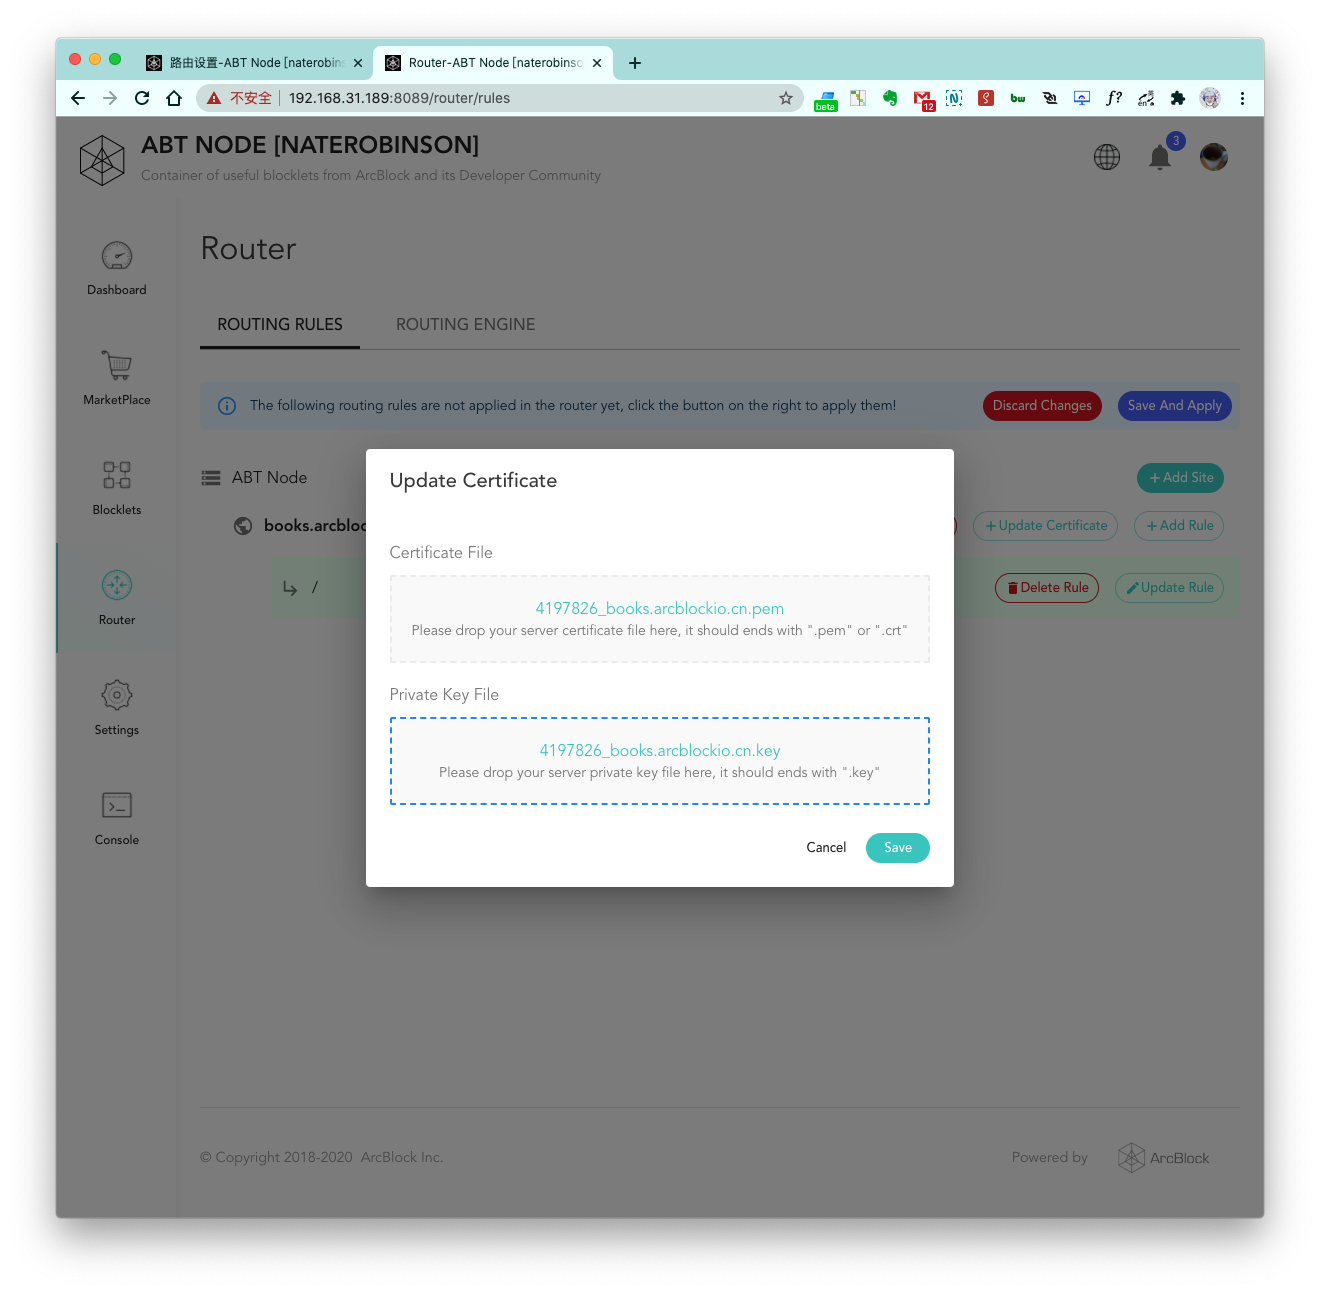 路由设置-ABT Node [naterobins
Router-ABT Node [naterobinso
不安全
192.168.31.189:8089/router/rules
beta
12
N
bw
f?
en
ABT NODE [NATEROBINSON]
Container of useful blocklets from ArcBlock and its Developer Community
3
Dashboard
MarketPlace
Blocklets
Router
Settings
Console
Router
ROUTING RULES
ROUTING ENGINE
The following routing rules are not applied in the router yet, click the button on the right to apply them!
Discard Changes
Save And Apply
ABT Node
+ Add Site
books.arcbloc
+ Update Certificate
+ Add Rule
/
Delete Rule
Update Rule
Update Certificate
Certificate File
4197826_books.arcblockio.cn.pem
Please drop your server certificate file here, it should ends with ".pem" or ".crt"
Private Key File
4197826_books.arcblockio.cn.key
Please drop your server private key file here, it should ends with ".key"
Cancel
Save
© Copyright 2018-2020 ArcBlock Inc.
Powered by
ArcBlock